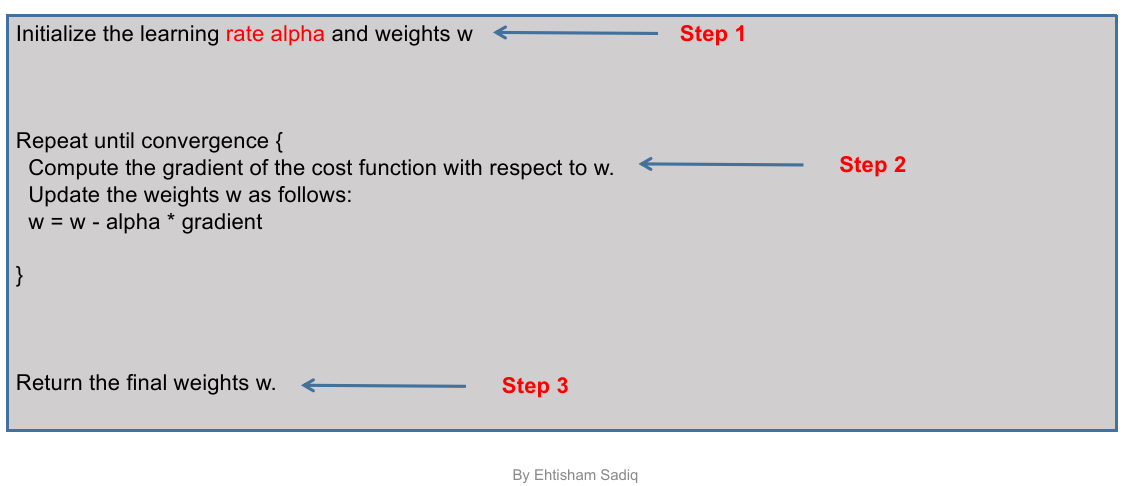 Initialize the learning rate alpha and weights w Step 1
Repeat until convergence {
Compute the gradient of the cost function with respect to w. Step 2
Update the weights w as follows:
w = w - alpha * gradient
}
Return the final weights w. Step 3
By Ehtisham Sadiq